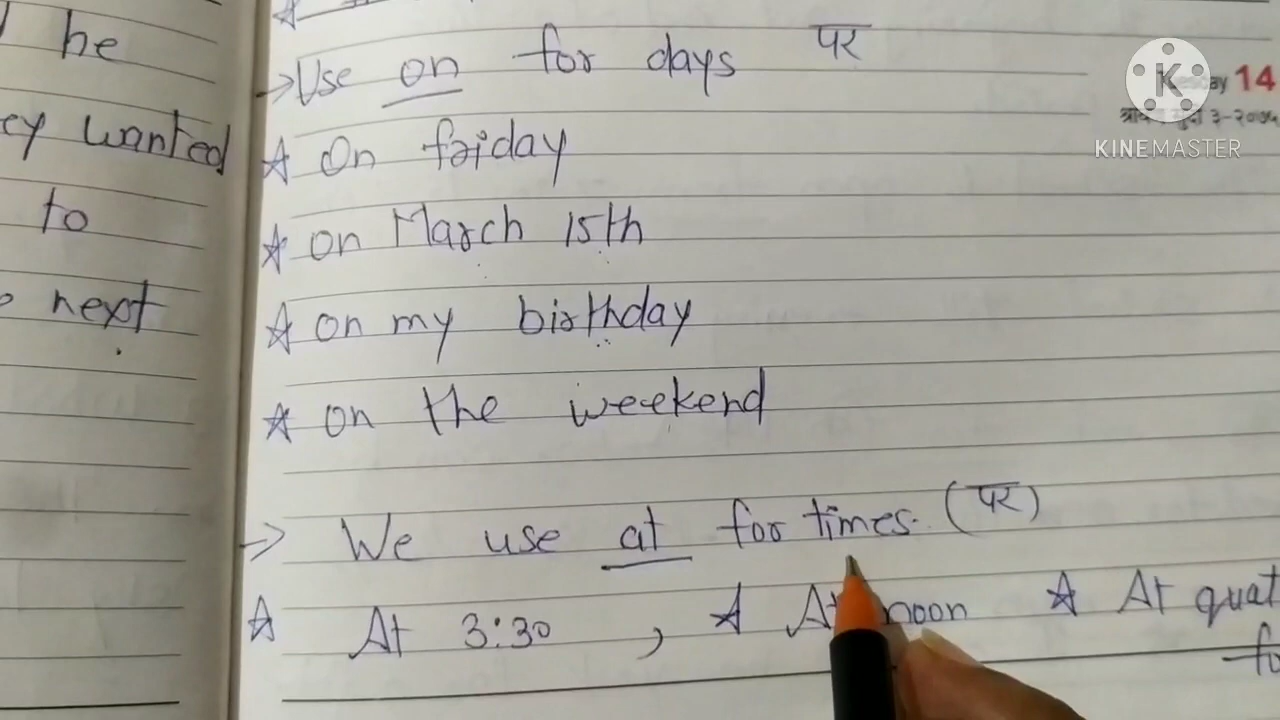 he
wanted
to
next
→ Use on for days पर
☆ On friday
☆ on March 15th
☆ on my birthday
☆ on the weekend
→ We use at for times. (पर)
☆ At 3:30 , ☆ At noon ☆ At quat
14
KINEMASTER